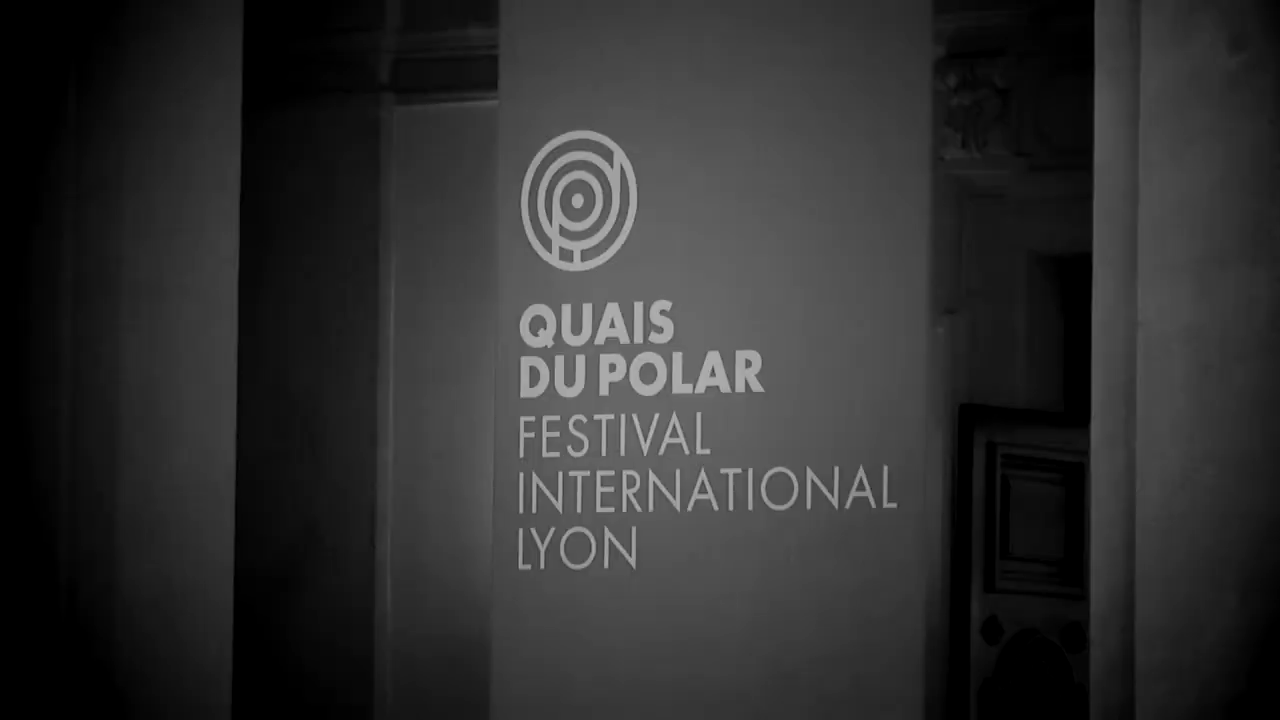 QUAIS
DU POLAR
FESTIVAL
INTERNATIONAL
LYON